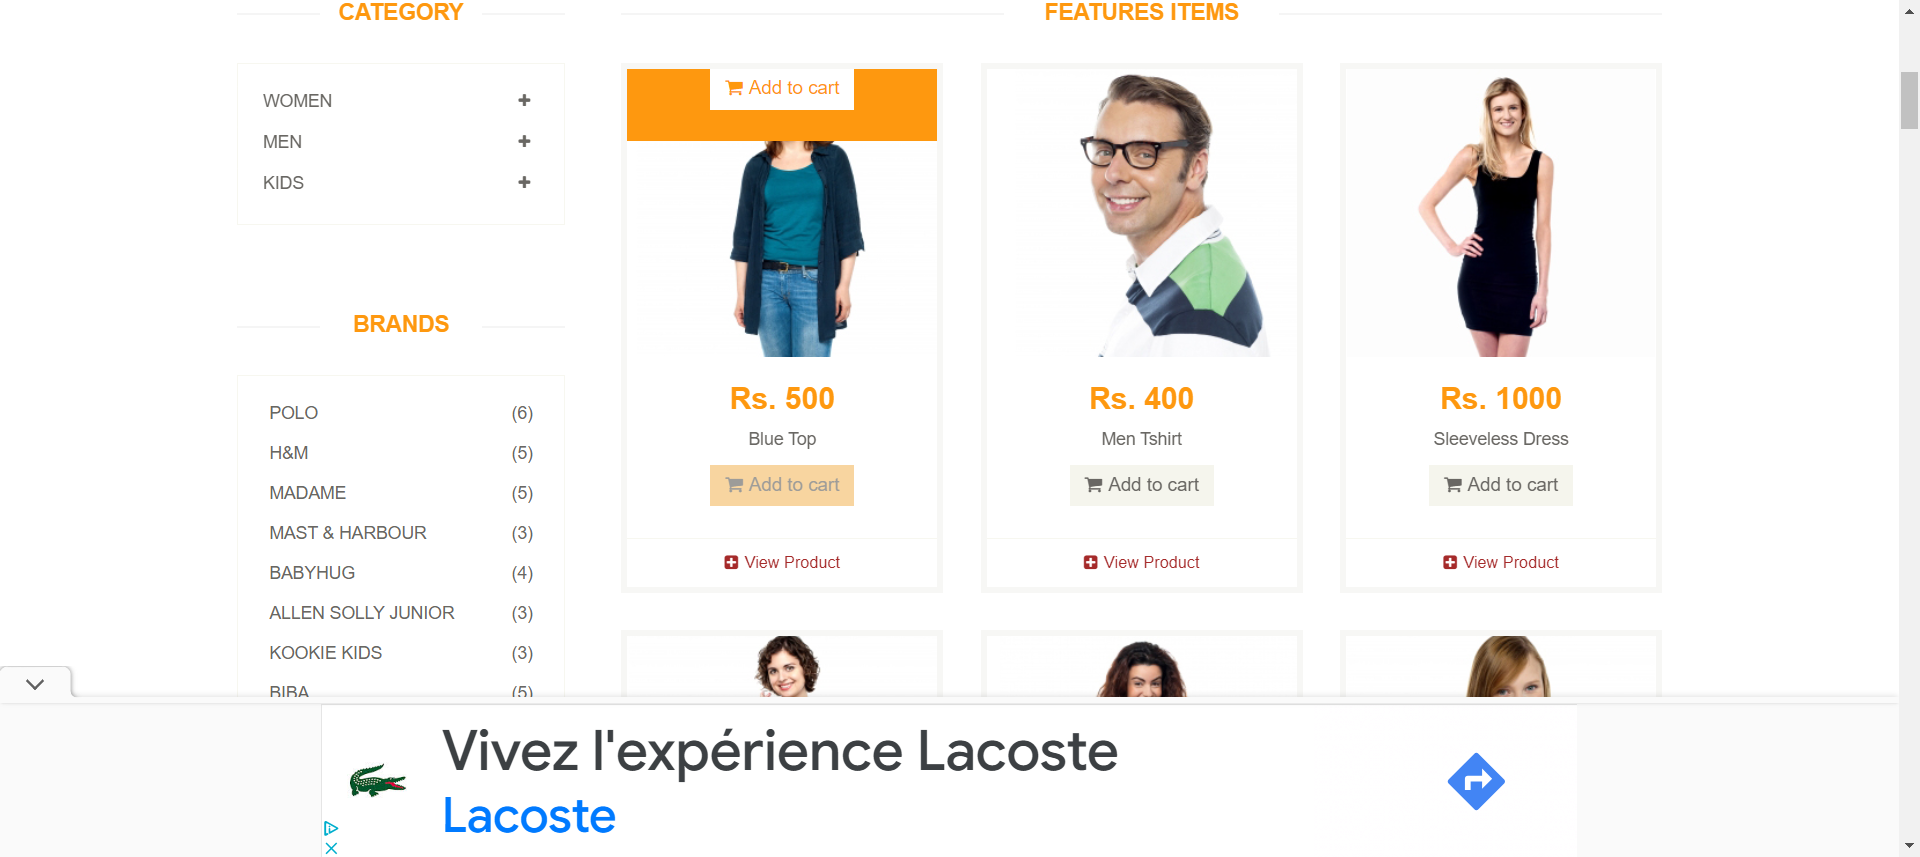 CATEGORY
WOMEN
MEN
KIDS
BRANDS
POLO (6)
H&M (5)
MADAME (5)
MAST & HARBOUR (3)
BABYHUG (4)
ALLEN SOLLY JUNIOR (3)
KOOKIE KIDS (3)
BIBA (5)
FEATURES ITEMS
Add to cart
Rs. 500
Blue Top
Add to cart
View Product
Rs. 400
Men Tshirt
Add to cart
View Product
Rs. 1000
Sleeveless Dress
Add to cart
View Product
Vivez l'expérience Lacoste
Lacoste